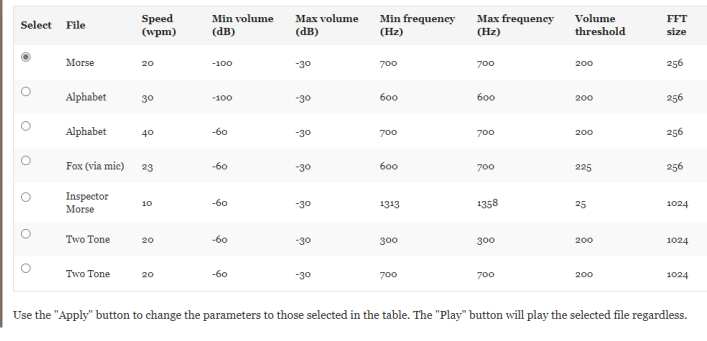 Select File Speed (wpm) Min volume (dB) Max volume (dB) Min frequency (Hz) Max frequency (Hz) Volume threshold FFT size
Morse 20 -100 -30 700 700 200 256
Alphabet 30 -100 -30 600 600 200 256
Alphabet 40 -60 -30 700 700 200 256
Fox (via mic) 23 -60 -30 600 700 225 256
Inspector Morse 10 -60 -30 1313 1358 25 1024
Two Tone 20 -60 -30 300 300 200 1024
Two Tone 20 -60 -30 700 700 200 1024
Use the "Apply" button to change the parameters to those selected in the table. The "Play" button will play the selected file regardless.